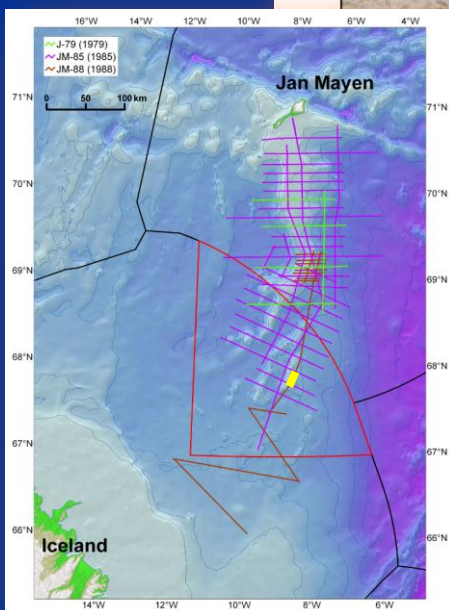 16°W 14°W 12°W 10°W 8°W 6°W 4°W
J-79 (1979)
JM-85 (1985)
JM-88 (1988)
Jan Mayen
0 50 100 km
71°N 71°N
70°N 70°N
69°N 69°N
68°N 68°N
67°N 67°N
66°N 66°N
Iceland
14°W 12°W 10°W 8°W 6°W